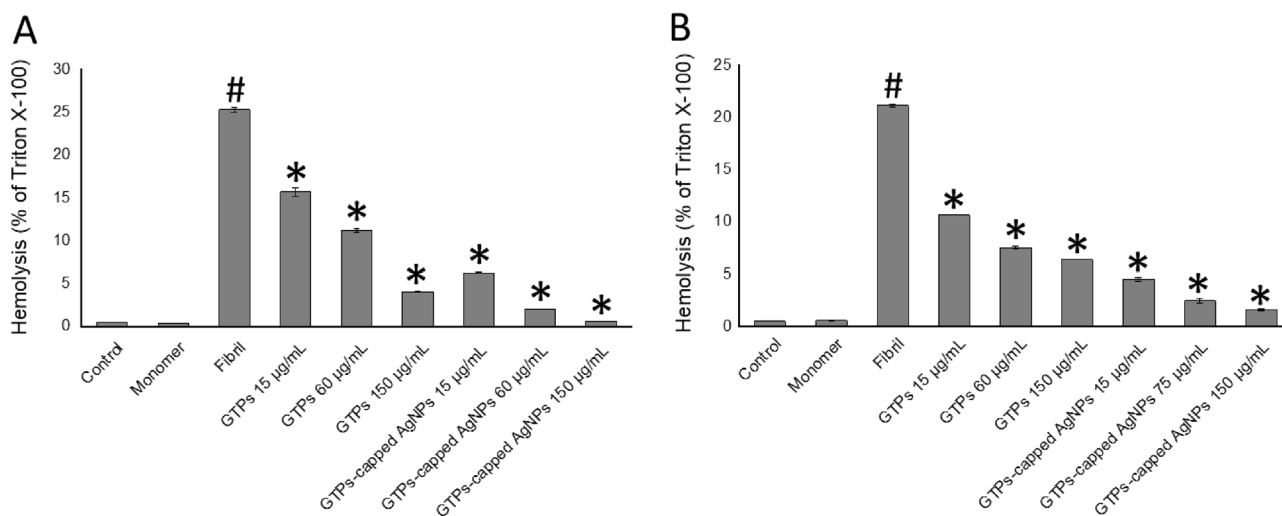 A
Hemolysis (% of Triton X-100)
30
25
20
15
10
5
0
#
*
*
*
*
*
*
Control
Monomer
Fibril
GTPs 15 µg/mL
GTPs 60 µg/mL
GTPs 150 µg/mL
GTPs-capped AgNPs 15 µg/mL
GTPs-capped AgNPs 60 µg/mL
GTPs-capped AgNPs 150 µg/mL
B
Hemolysis (% of Triton X-100)
25
20
15
10
5
0
#
*
*
*
*
*
*
Control
Monomer
Fibril
GTPs 15 µg/mL
GTPs 60 µg/mL
GTPs 150 µg/mL
GTPs-capped AgNPs 15 µg/mL
GTPs-capped AgNPs 75 µg/mL
GTPs-capped AgNPs 150 µg/mL